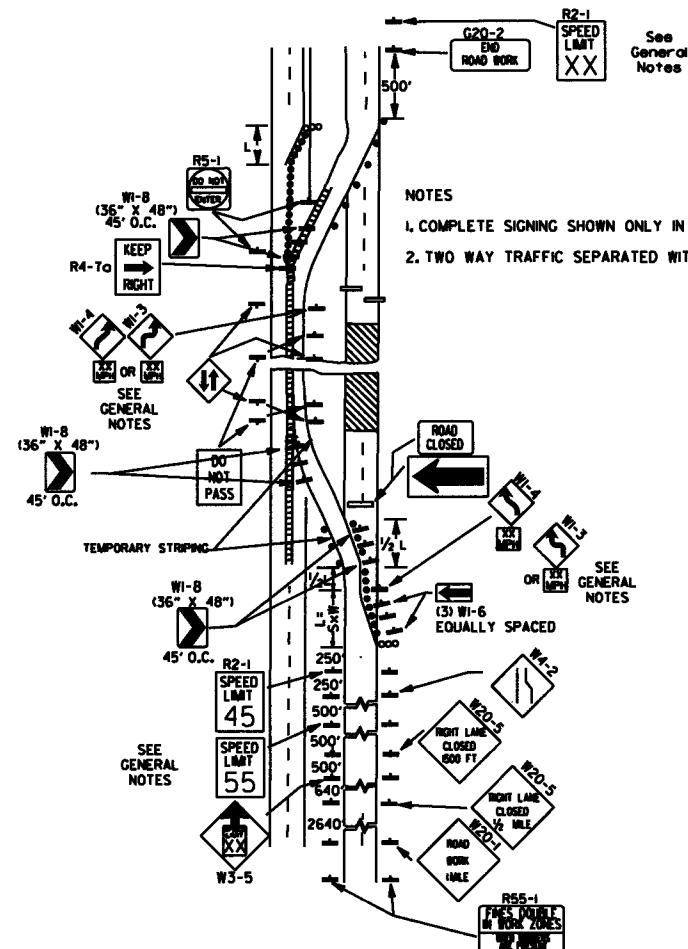 R2-1
SPEED
LIMIT
XX
See
General
Notes
G20-2
END
ROAD WORK
500'
L
R5-1
DO NOT
ENTER
W1-8
(36" X 48")
45' O.C.
KEEP
RIGHT
R4-7a
NOTES
1. COMPLETE SIGNING SHOWN ONLY IN
2. TWO WAY TRAFFIC SEPARATED WIT
W1-4
W1-3
XX
MPH
OR
XX
MPH
SEE
GENERAL
NOTES
W1-8
(36" X 48")
45' O.C.
DO
NOT
PASS
ROAD
CLOSED
W1-4
XX
MPH
W1-3
OR
XX
MPH
SEE
GENERAL
NOTES
TEMPORARY STRIPING
½ L
½L
L=
SxW
W1-8
(36" X 48")
45' O.C.
(3) W1-6
EQUALLY SPACED
R2-1
SPEED
LIMIT
45
250'
250'
500'
500'
500'
640'
2640'
W4-2
SEE
GENERAL
NOTES
SPEED
LIMIT
55
W20-5
RIGHT LANE
CLOSED
1500 FT
W20-5
RIGHT LANE
CLOSED
½ MILE
XX
W3-5
W20-1
ROAD
WORK
1 MILE
R55-1
FINES DOUBLE
IN WORK ZONES